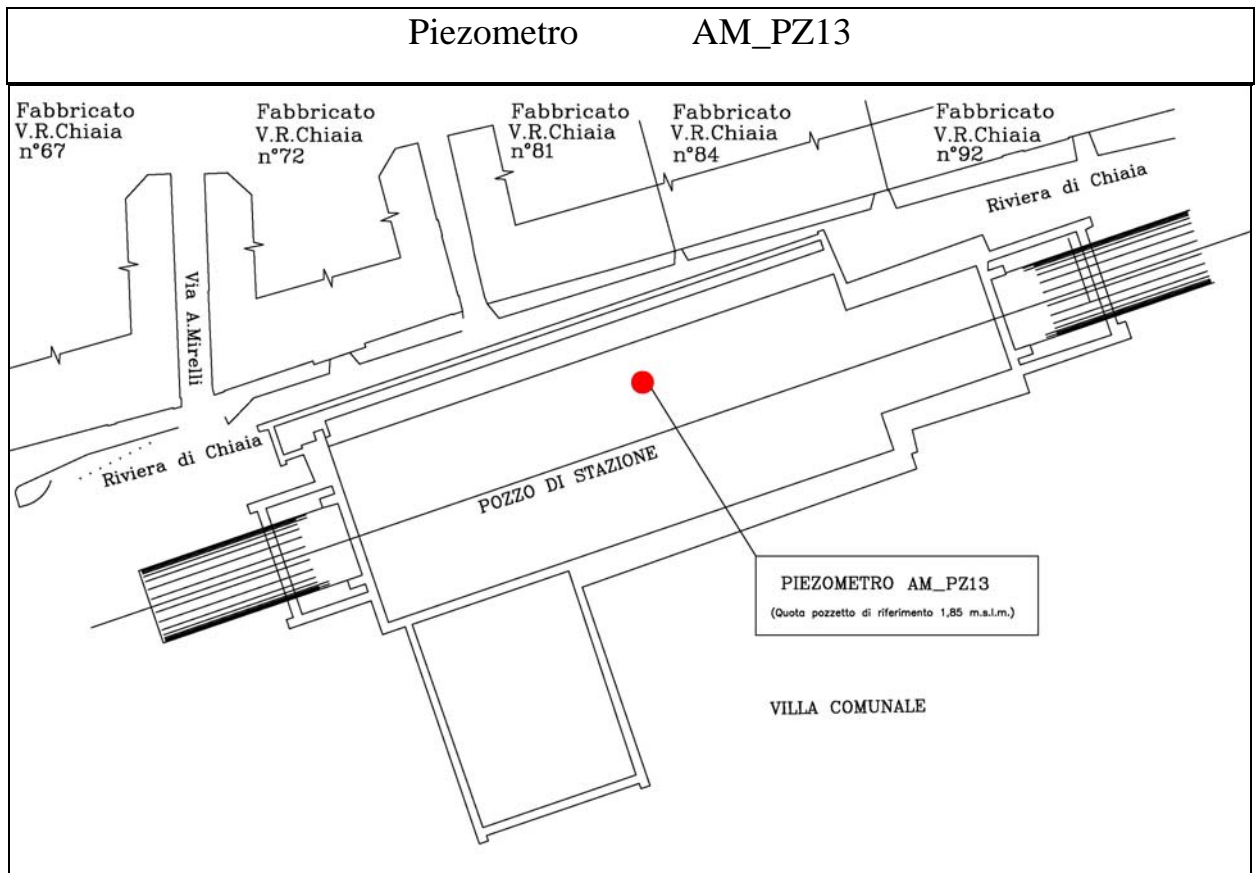 Piezometro AM_PZ13
Fabbricato
V.R.Chiaia
n°67
Fabbricato
V.R.Chiaia
n°72
Fabbricato
V.R.Chiaia
n°81
Fabbricato
V.R.Chiaia
n°84
Fabbricato
V.R.Chiaia
n°92
Riviera di Chiaia
Via A.Mirelli
Riviera di Chiaia
POZZO DI STAZIONE
PIEZOMETRO AM_PZ13
(Quota pozzetto di riferimento 1,85 m.s.l.m.)
VILLA COMUNALE